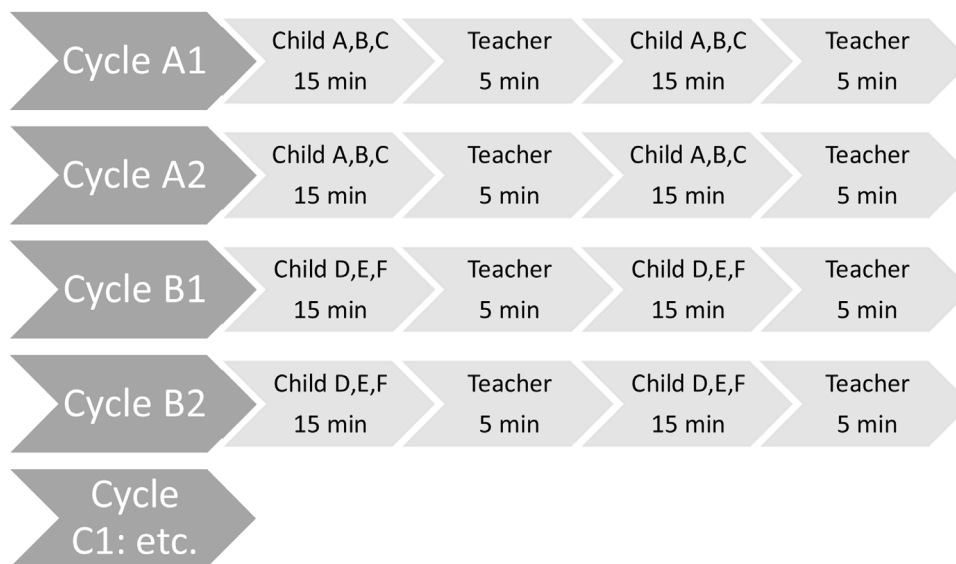 Cycle A1
Child A,B,C
15 min
Teacher
5 min
Child A,B,C
15 min
Teacher
5 min
Cycle A2
Child A,B,C
15 min
Teacher
5 min
Child A,B,C
15 min
Teacher
5 min
Cycle B1
Child D,E,F
15 min
Teacher
5 min
Child D,E,F
15 min
Teacher
5 min
Cycle B2
Child D,E,F
15 min
Teacher
5 min
Child D,E,F
15 min
Teacher
5 min
Cycle
C1: etc.